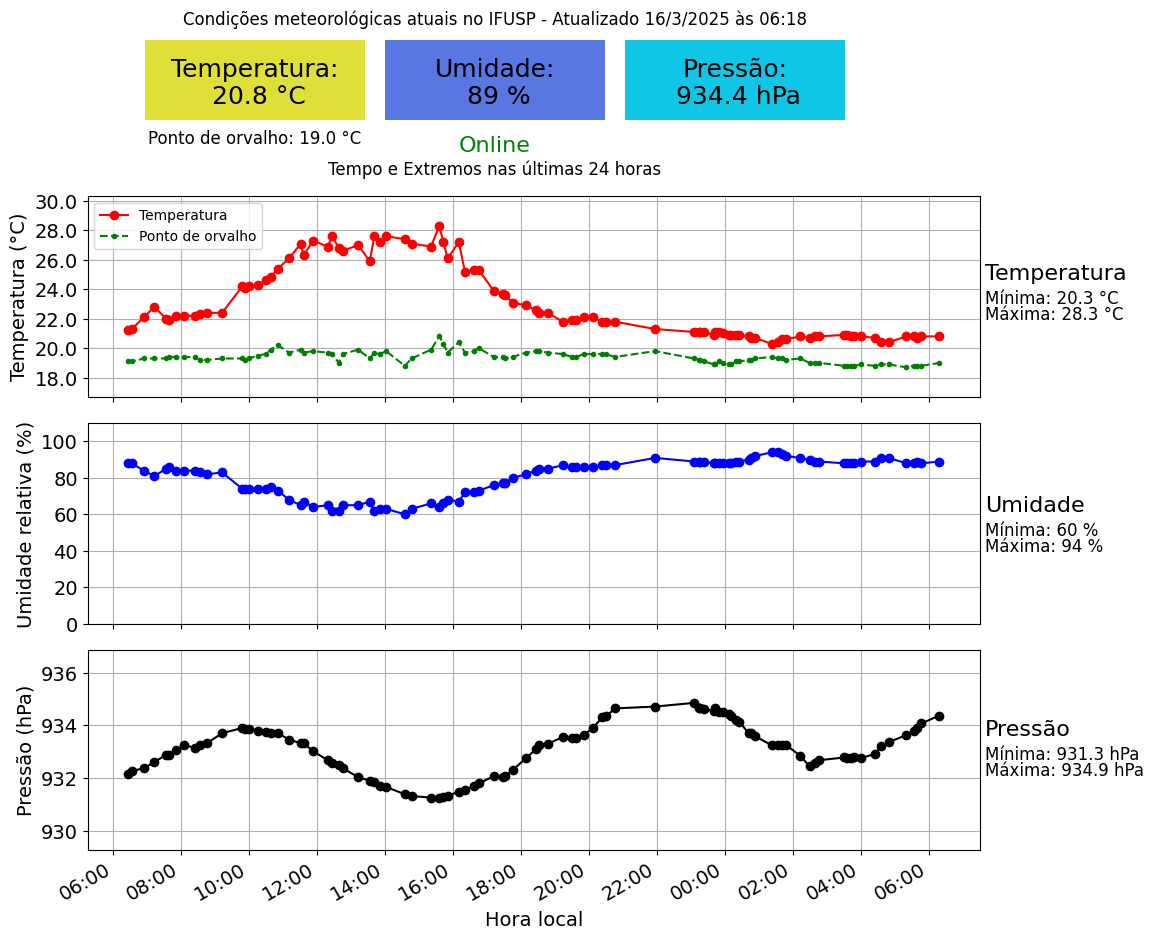 Condições meteorológicas atuais no IFUSP - Atualizado 16/3/2025 às 06:18
Temperatura:
20.8 °C
Umidade:
89 %
Pressão:
934.4 hPa
Ponto de orvalho: 19.0 °C
Online
Tempo e Extremos nas últimas 24 horas
Temperatura (°C)
30.0
28.0
26.0
24.0
22.0
20.0
18.0
Temperatura
Ponto de orvalho
Temperatura
Mínima: 20.3 °C
Máxima: 28.3 °C
Umidade relativa (%)
100
80
60
40
20
0
Umidade
Mínima: 60 %
Máxima: 94 %
Pressão (hPa)
936
934
932
930
Pressão
Mínima: 931.3 hPa
Máxima: 934.9 hPa
06:00 08:00 10:00 12:00 14:00 16:00 18:00 20:00 22:00 00:00 02:00 04:00 06:00
Hora local